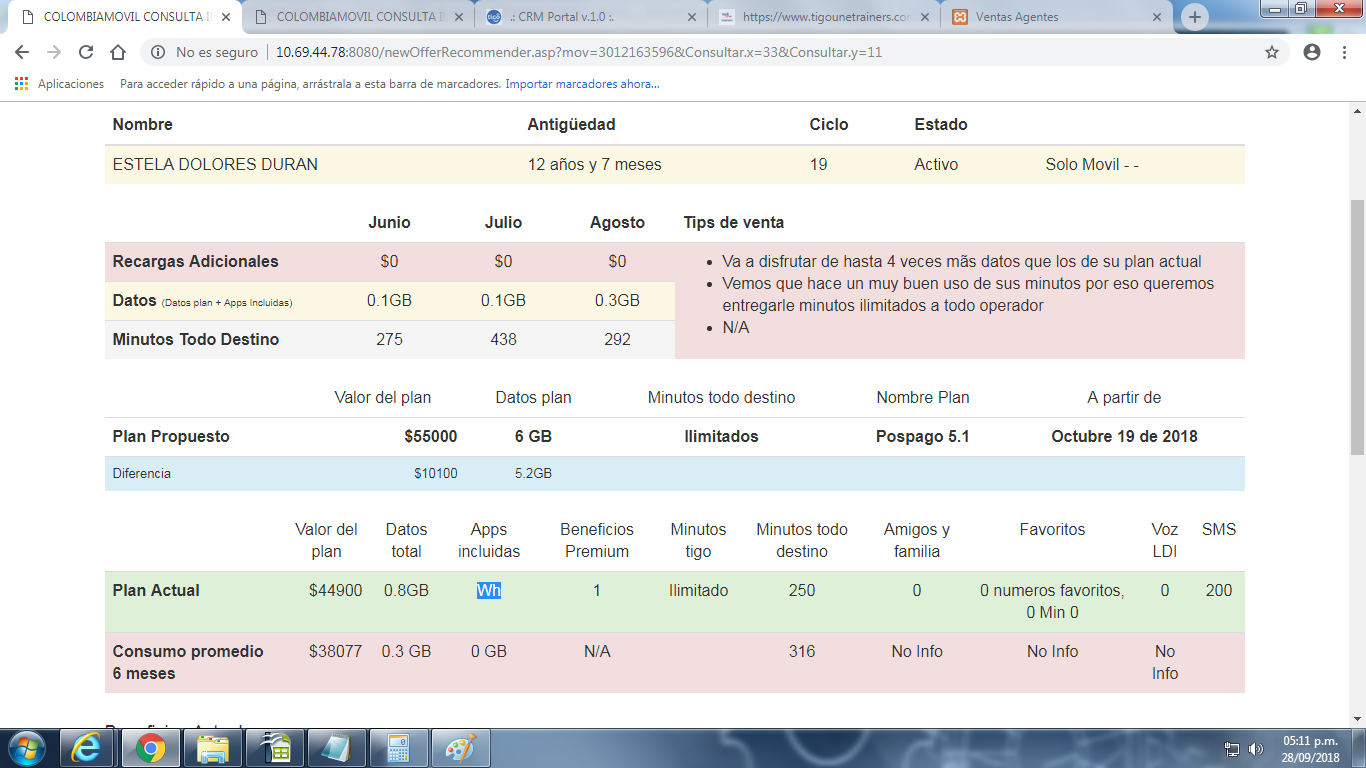 COLOMBIAMOVIL CONSULTA I
COLOMBIAMOVIL CONSULTA I
.: CRM Portal v.1.0 :.
https://www.tigounetrainers.co
Ventas Agentes
No es seguro
10.69.44.78:8080/newOfferRecommender.asp?mov=3012163596&Consultar.x=33&Consultar.y=11
Aplicaciones Para acceder rápido a una página, arrástrala a esta barra de marcadores. Importar marcadores ahora...
Nombre Antigüedad Ciclo Estado
ESTELA DOLORES DURAN 12 años y 7 meses 19 Activo Solo Movil - -
Junio Julio Agosto Tips de venta
Recargas Adicionales $0 $0 $0
Datos (Datos plan + Apps Incluidas) 0.1GB 0.1GB 0.3GB
Minutos Todo Destino 275 438 292
Va a disfrutar de hasta 4 veces mãs datos que los de su plan actual
Vemos que hace un muy buen uso de sus minutos por eso queremos
entregarle minutos ilimitados a todo operador
N/A
Valor del plan Datos plan Minutos todo destino Nombre Plan A partir de
Plan Propuesto $55000 6 GB Ilimitados Pospago 5.1 Octubre 19 de 2018
Diferencia $10100 5.2GB
Valor del plan Datos total Apps incluidas Beneficios Premium Minutos tigo Minutos todo destino Amigos y familia Favoritos Voz LDI SMS
Plan Actual $44900 0.8GB Wh 1 Ilimitado 250 0 0 numeros favoritos, 0 Min 0 0 200
Consumo promedio 6 meses $38077 0.3 GB 0 GB N/A 316 No Info No Info No Info
05:11 p.m.
28/09/2018